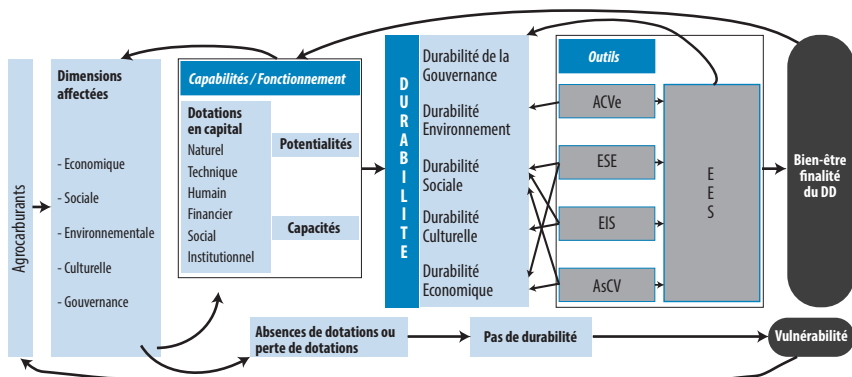 Agrocarburants
Dimensions
affectées
- Economique
- Sociale
- Environnementale
- Culturelle
- Gouvernance
Capabilités / Fonctionnement
Dotations
en capital
Naturel
Technique
Humain
Financier
Social
Institutionnel
Potentialités
Capacités
DURABILITE
Durabilité de la
Gouvernance
Durabilité
Environnement
Durabilité
Sociale
Durabilité
Culturelle
Durabilité
Economique
Outils
ACVe
ESE
EIS
AsCV
EES
Bien-être
finalité
du DD
Absences de dotations ou
perte de dotations
Pas de durabilité
Vulnérabilité